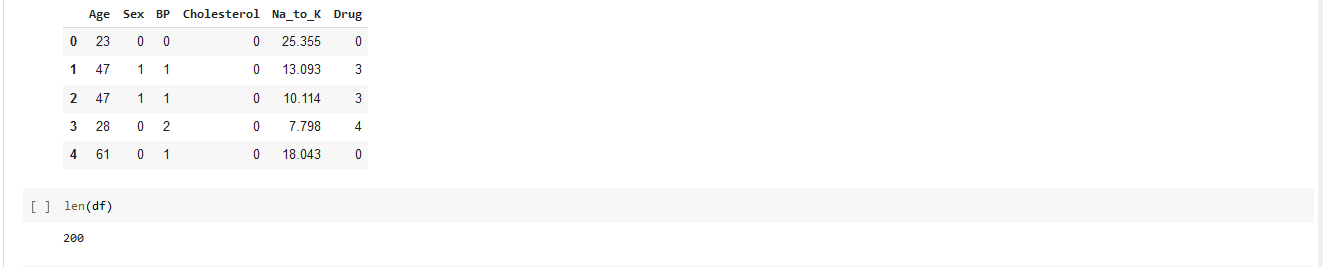 Age Sex BP Cholesterol Na_to_K Drug
0 23 0 0 0 25.355 0
1 47 1 1 0 13.093 3
2 47 1 1 0 10.114 3
3 28 0 2 0 7.798 4
4 61 0 1 0 18.043 0
[ ] len(df)
200